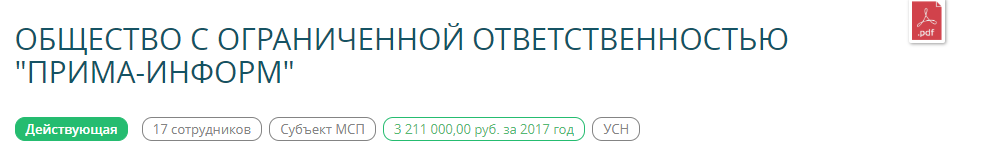 .pdf
ОБЩЕСТВО С ОГРАНИЧЕННОЙ ОТВЕТСТВЕННОСТЬЮ
"ПРИМА-ИНФОРМ"
Действующая 17 сотрудников Субъект МСП 3 211 000,00 руб. за 2017 год УСН